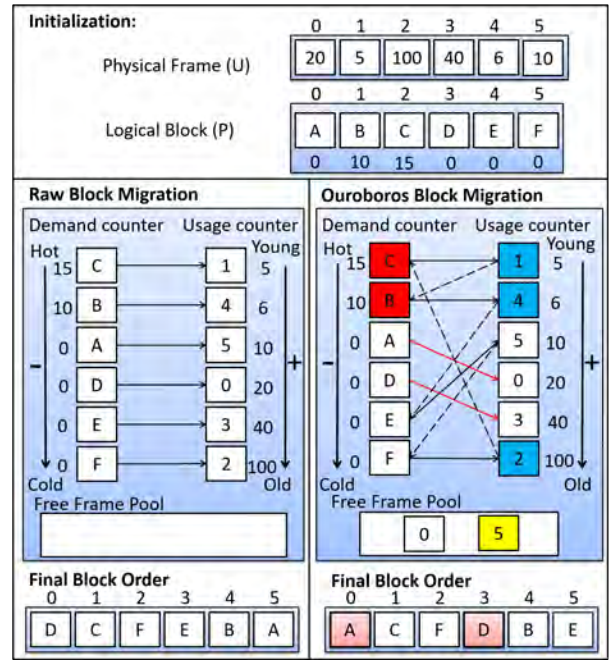 Initialization:
0 1 2 3 4 5
Physical Frame (U)
20 5 100 40 6 10
0 1 2 3 4 5
Logical Block (P)
A B C D E F
0 10 15 0 0 0
Raw Block Migration
Demand counter Usage counter
Hot Young
15 C 1 5
10 B 4 6
0 A 5 10
- +
0 D 0 20
0 E 3 40
0 F 2 100
Cold Old
Free Frame Pool
Final Block Order
0 1 2 3 4 5
D C F E B A
Ouroboros Block Migration
Demand counter Usage counter
Hot Young
15 C 1 5
10 B 4 6
0 A 5 10
- +
0 D 0 20
0 E 3 40
0 F 2 100
Cold Old
Free Frame Pool
0 5
Final Block Order
0 1 2 3 4 5
A C F D B E